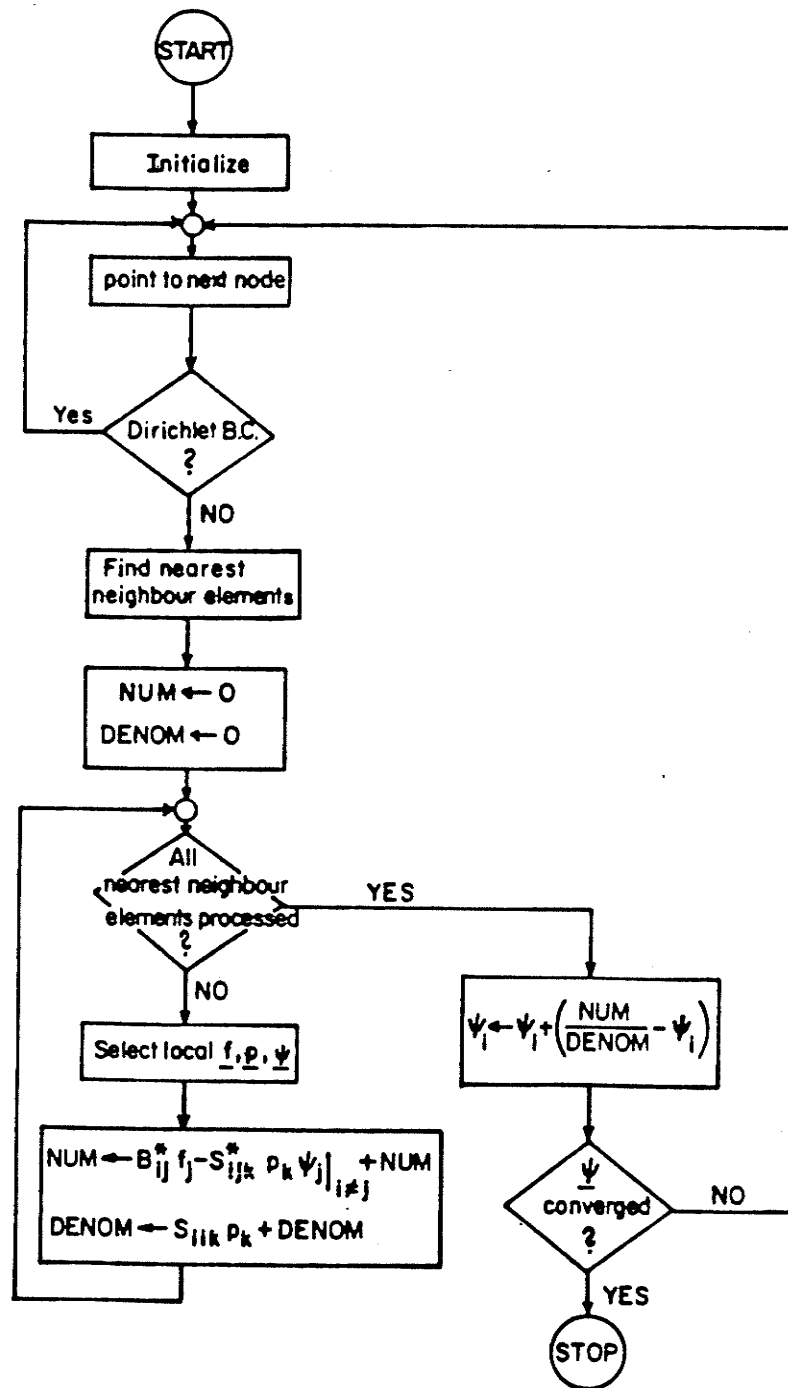 START
Initialize
point to next node
Yes
Dirichlet B.C.
?
NO
Find nearest
neighbour elements
NUM ← 0
DENOM ← 0
All
nearest neighbour
elements processed
?
YES
NO
Select local f, p, ψ
NUM ← B*ij fj − S*ijk pk ψj|i≠j + NUM
DENOM ← Siik pk + DENOM
ψi ← ψi + (NUM/DENOM − ψi)
ψ
converged
?
NO
YES
STOP